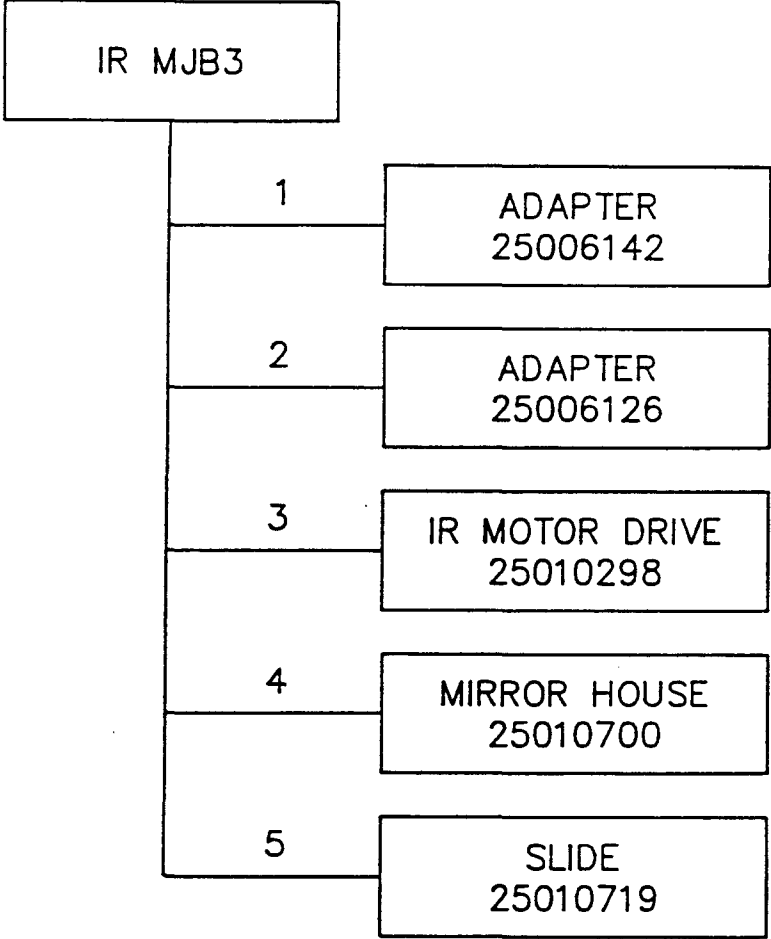 IR MJB3
1
ADAPTER
25006142
2
ADAPTER
25006126
3
IR MOTOR DRIVE
25010298
4
MIRROR HOUSE
25010700
5
SLIDE
25010719